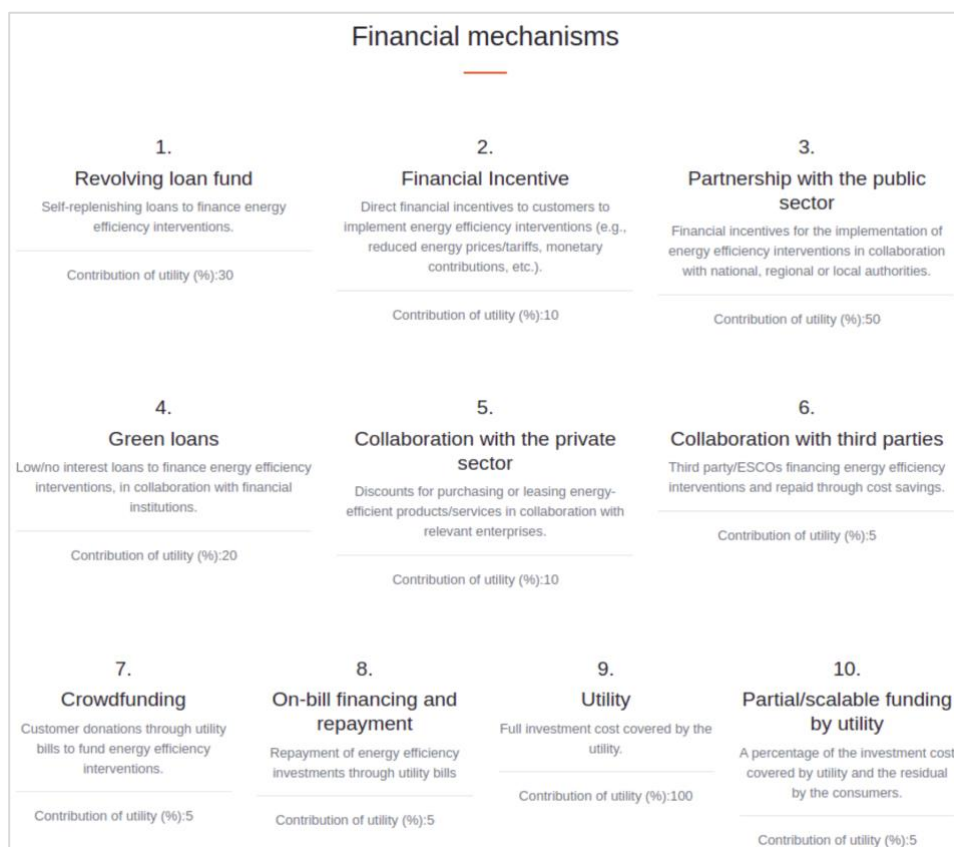 Financial mechanisms
1.
Revolving loan fund
Self-replenishing loans to finance energy
efficiency interventions.
Contribution of utility (%):30
2.
Financial Incentive
Direct financial incentives to customers to
implement energy efficiency interventions (e.g.,
reduced energy prices/tariffs, monetary
contributions, etc.).
Contribution of utility (%):10
3.
Partnership with the public
sector
Financial incentives for the implementation of
energy efficiency interventions in collaboration
with national, regional or local authorities.
Contribution of utility (%):50
4.
Green loans
Low/no interest loans to finance energy efficiency
interventions, in collaboration with financial
institutions.
Contribution of utility (%):20
5.
Collaboration with the private
sector
Discounts for purchasing or leasing energy-
efficient products/services in collaboration with
relevant enterprises.
Contribution of utility (%):10
6.
Collaboration with third parties
Third party/ESCOs financing energy efficiency
interventions and repaid through cost savings.
Contribution of utility (%):5
7.
Crowdfunding
Customer donations through utility
bills to fund energy efficiency
interventions.
Contribution of utility (%):5
8.
On-bill financing and
repayment
Repayment of energy efficiency
investments through utility bills
Contribution of utility (%):5
9.
Utility
Full investment cost covered by the
utility.
Contribution of utility (%):100
10.
Partial/scalable funding
by utility
A percentage of the investment cost
covered by utility and the residual
by the consumers.
Contribution of utility (%):5